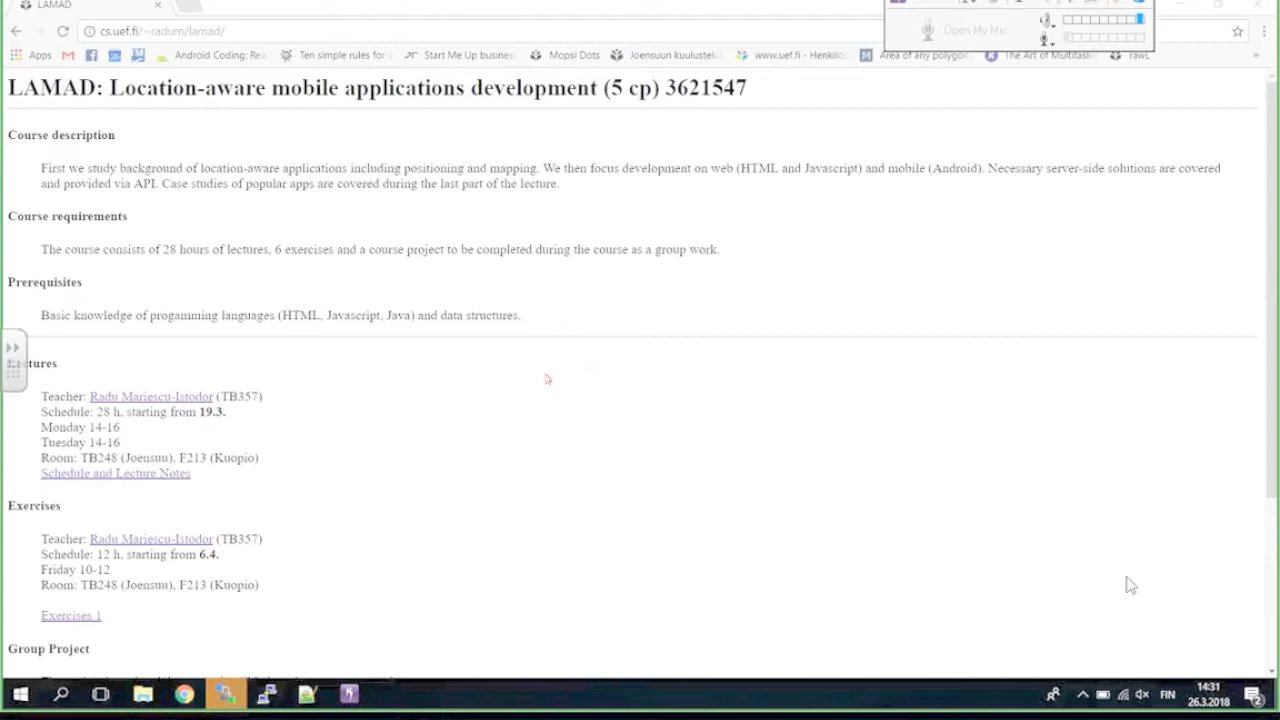 LAMAD
Open My Mic
cs.uef.fi/~radum/lamad/
Apps
Android Coding: Rea
Ten simple rules fo
Start Me Up busines
Mopsi Dots
Joensuun kuulustelu
www.uef.fi - Henkilö
Area of any polygon
The Art of Multitask
rawL
»
LAMAD: Location-aware mobile applications development (5 cp) 3621547
Course description
First we study background of location-aware applications including positioning and mapping. We then focus development on web (HTML and Javascript) and mobile (Android). Necessary server-side solutions are covered
and provided via API. Case studies of popular apps are covered during the last part of the lecture.
Course requirements
The course consists of 28 hours of lectures, 6 exercises and a course project to be completed during the course as a group work.
Prerequisites
Basic knowledge of progamming languages (HTML, Javascript, Java) and data structures.
Lectures
Teacher: Radu Mariescu-Istodor (TB357)
Schedule: 28 h, starting from 19.3.
Monday 14-16
Tuesday 14-16
Room: TB248 (Joensuu), F213 (Kuopio)
Schedule and Lecture Notes
Exercises
Teacher: Radu Mariescu-Istodor (TB357)
Schedule: 12 h, starting from 6.4.
Friday 10-12
Room: TB248 (Joensuu), F213 (Kuopio)
Exercises 1
Group Project
FIN
14:31
26.3.2018
2